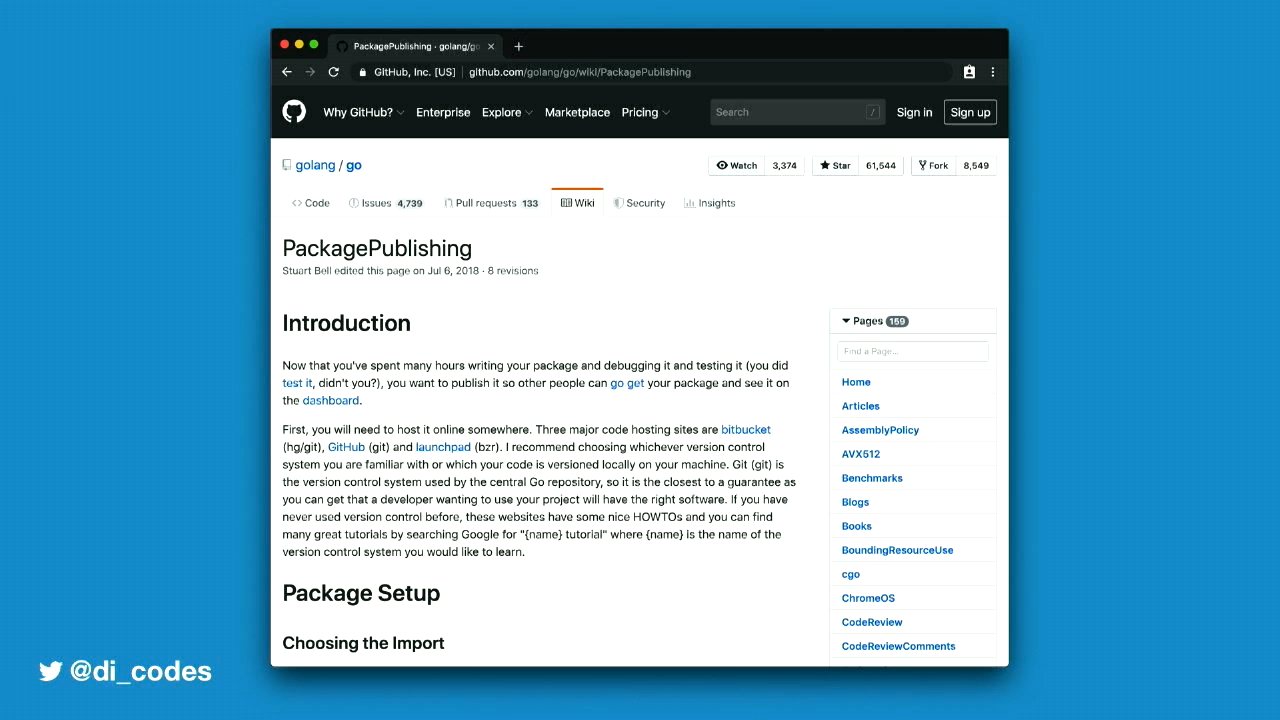 PackagePublishing · golang/go
GitHub, Inc. [US] | github.com/golang/go/wiki/PackagePublishing
Why GitHub? Enterprise Explore Marketplace Pricing Search / Sign in Sign up
golang / go Watch 3,374 Star 61,544 Fork 8,549
Code Issues 4,739 Pull requests 133 Wiki Security Insights
PackagePublishing
Stuart Bell edited this page on Jul 6, 2018 · 8 revisions
Introduction
Now that you've spent many hours writing your package and debugging it and testing it (you did
test it, didn't you?), you want to publish it so other people can go get your package and see it on
the dashboard.
First, you will need to host it online somewhere. Three major code hosting sites are bitbucket
(hg/git), GitHub (git) and launchpad (bzr). I recommend choosing whichever version control
system you are familiar with or which your code is versioned locally on your machine. Git (git) is
the version control system used by the central Go repository, so it is the closest to a guarantee as
you can get that a developer wanting to use your project will have the right software. If you have
never used version control before, these websites have some nice HOWTOs and you can find
many great tutorials by searching Google for "{name} tutorial" where {name} is the name of the
version control system you would like to learn.
Package Setup
Choosing the Import
Pages 159
Find a Page...
Home
Articles
AssemblyPolicy
AVX512
Benchmarks
Blogs
Books
BoundingResourceUse
cgo
ChromeOS
CodeReview
CodeReviewComments
@di_codes